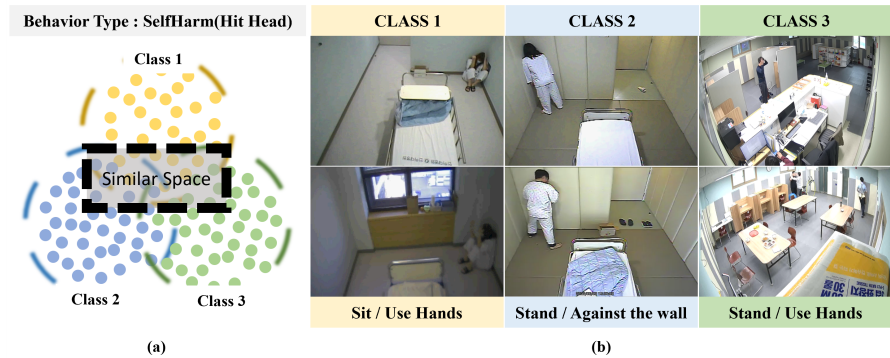 Behavior Type : SelfHarm(Hit Head)
Class 1
Similar Space
Class 2
Class 3
(a)
CLASS 1
CLASS 2
CLASS 3
Sit / Use Hands
Stand / Against the wall
Stand / Use Hands
(b)